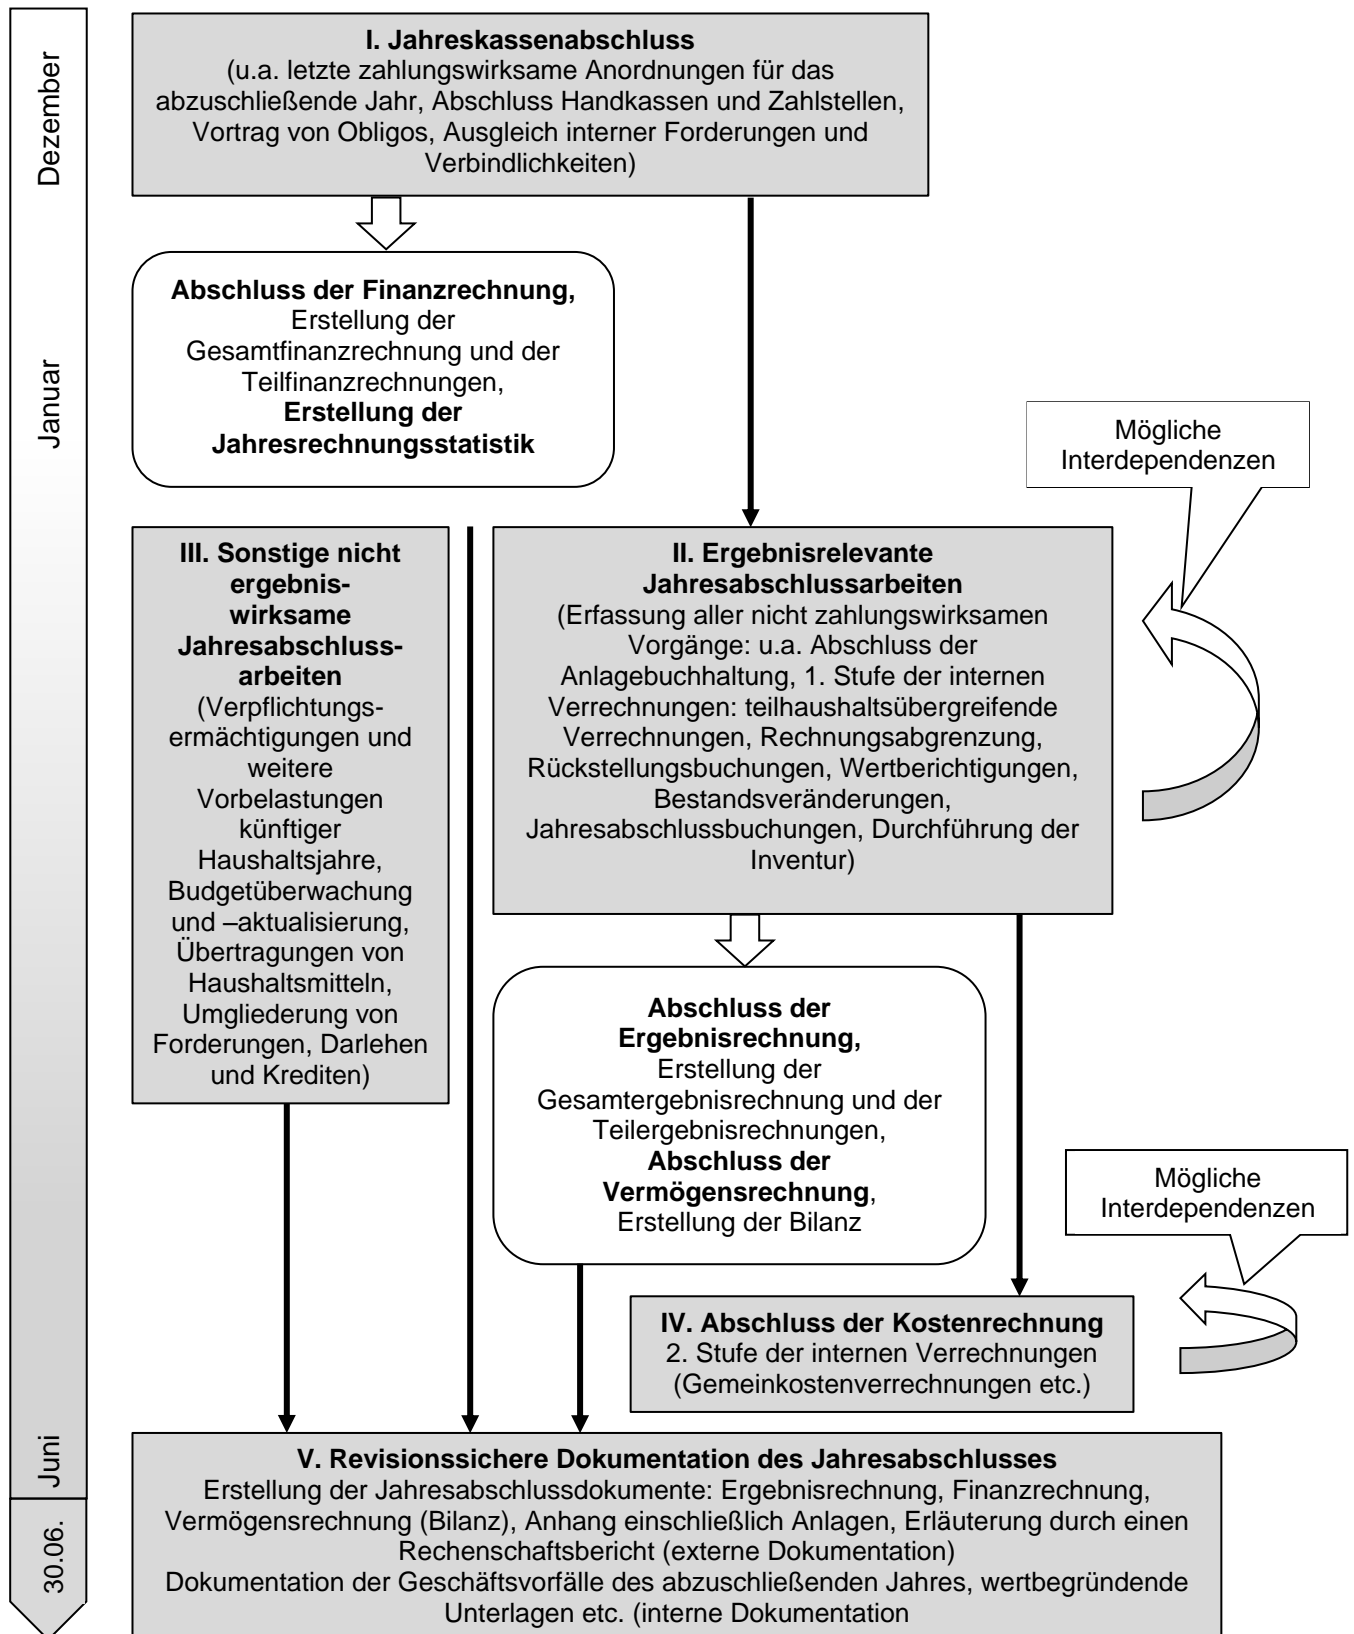 Dezember
Januar
Juni
30.06.
I. Jahreskassenabschluss
(u.a. letzte zahlungswirksame Anordnungen für das
abzuschließende Jahr, Abschluss Handkassen und Zahlstellen,
Vortrag von Obligos, Ausgleich interner Forderungen und
Verbindlichkeiten)
Abschluss der Finanzrechnung,
Erstellung der
Gesamtfinanzrechnung und der
Teilfinanzrechnungen,
Erstellung der
Jahresrechnungsstatistik
Mögliche
Interdependenzen
III. Sonstige nicht
ergebnis-
wirksame
Jahresabschluss-
arbeiten
(Verpflichtungs-
ermächtigungen und
weitere
Vorbelastungen
künftiger
Haushaltsjahre,
Budgetüberwachung
und –aktualisierung,
Übertragungen von
Haushaltsmitteln,
Umgliederung von
Forderungen, Darlehen
und Krediten)
II. Ergebnisrelevante
Jahresabschlussarbeiten
(Erfassung aller nicht zahlungswirksamen
Vorgänge: u.a. Abschluss der
Anlagebuchhaltung, 1. Stufe der internen
Verrechnungen: teilhaushaltsübergreifende
Verrechnungen, Rechnungsabgrenzung,
Rückstellungsbuchungen, Wertberichtigungen,
Bestandsveränderungen,
Jahresabschlussbuchungen, Durchführung der
Inventur)
Abschluss der
Ergebnisrechnung,
Erstellung der
Gesamtergebnisrechnung und der
Teilergebnisrechnungen,
Abschluss der
Vermögensrechnung,
Erstellung der Bilanz
Mögliche
Interdependenzen
IV. Abschluss der Kostenrechnung
2. Stufe der internen Verrechnungen
(Gemeinkostenverrechnungen etc.)
V. Revisionssichere Dokumentation des Jahresabschlusses
Erstellung der Jahresabschlussdokumente: Ergebnisrechnung, Finanzrechnung,
Vermögensrechnung (Bilanz), Anhang einschließlich Anlagen, Erläuterung durch einen
Rechenschaftsbericht (externe Dokumentation)
Dokumentation der Geschäftsvorfälle des abzuschließenden Jahres, wertbegründende
Unterlagen etc. (interne Dokumentation